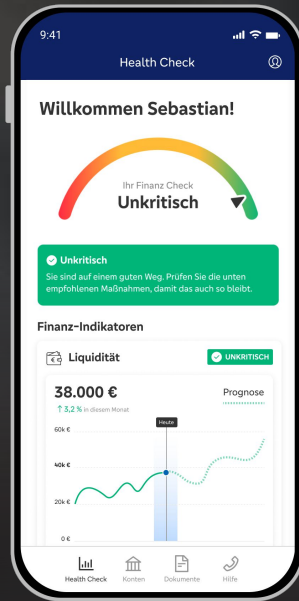 9:41
Health Check
Willkommen Sebastian!
Ihr Finanz Check
Unkritisch
Unkritisch
Sie sind auf einem guten Weg. Prüfen Sie die unten
empfohlenen Maßnahmen, damit das auch so bleibt.
Finanz-Indikatoren
Liquidität
UNKRITISCH
38.000 €
Prognose
↑ 3,2 % in diesem Monat
Heute
60k €
40k €
20k €
0 €
Health Check
Konten
Dokumente
Hilfe